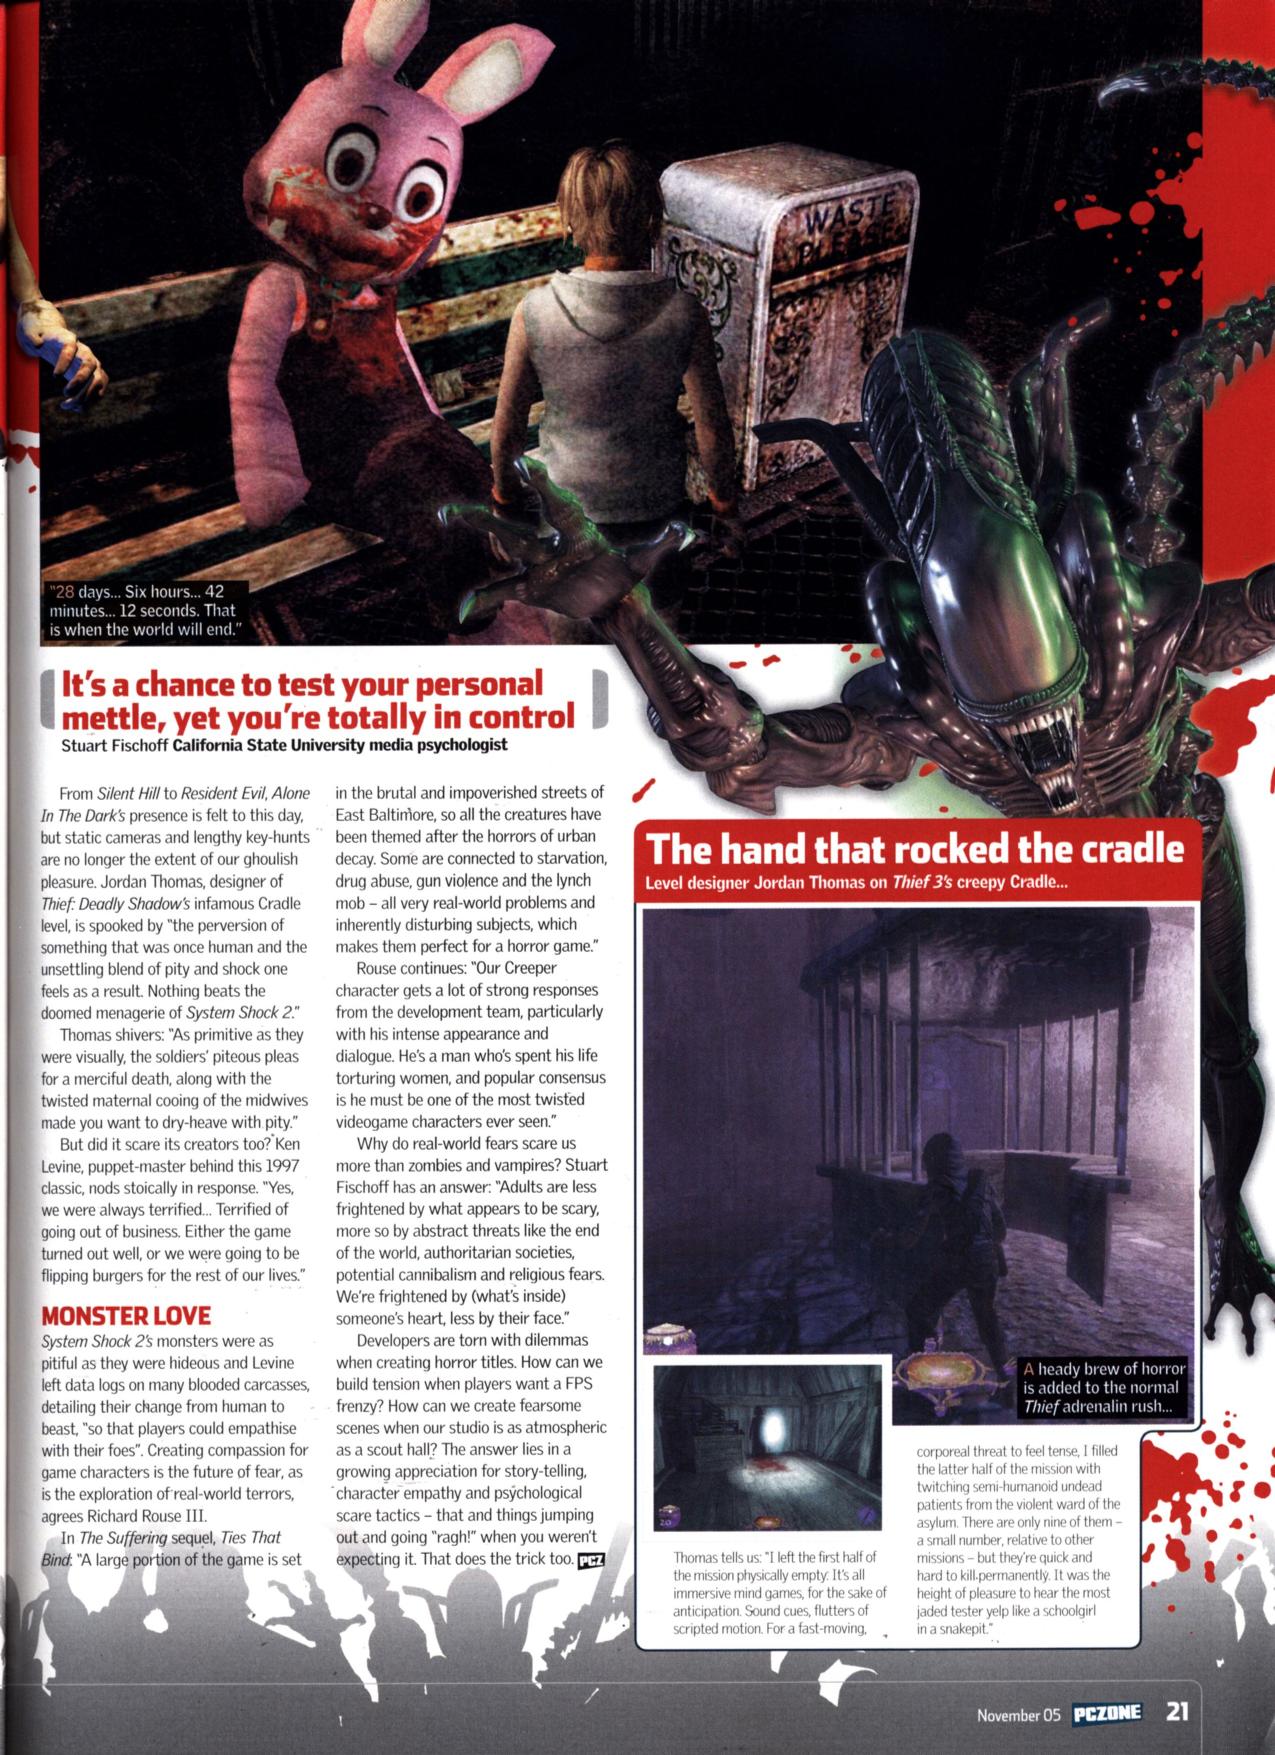 WASTE
PLEASE
"28 days... Six hours... 42
minutes... 12 seconds. That
is when the world will end."
It's a chance to test your personal
mettle, yet you're totally in control
Stuart Fischoff California State University media psychologist
From Silent Hill to Resident Evil, Alone
In The Dark's presence is felt to this day,
but static cameras and lengthy key-hunts
are no longer the extent of our ghoulish
pleasure. Jordan Thomas, designer of
Thief: Deadly Shadow's infamous Cradle
level, is spooked by "the perversion of
something that was once human and the
unsettling blend of pity and shock one
feels as a result. Nothing beats the
doomed menagerie of System Shock 2."
Thomas shivers: "As primitive as they
were visually, the soldiers' piteous pleas
for a merciful death, along with the
twisted maternal cooing of the midwives
made you want to dry-heave with pity."
But did it scare its creators too? Ken
Levine, puppet-master behind this 1997
classic, nods stoically in response. "Yes,
we were always terrified... Terrified of
going out of business. Either the game
turned out well, or we were going to be
flipping burgers for the rest of our lives."
MONSTER LOVE
System Shock 2's monsters were as
pitiful as they were hideous and Levine
left data logs on many blooded carcasses,
detailing their change from human to
beast, "so that players could empathise
with their foes". Creating compassion for
game characters is the future of fear, as
is the exploration of real-world terrors,
agrees Richard Rouse III.
In The Suffering sequel, Ties That
Bind: "A large portion of the game is set
in the brutal and impoverished streets of
East Baltimore, so all the creatures have
been themed after the horrors of urban
decay. Some are connected to starvation,
drug abuse, gun violence and the lynch
mob – all very real-world problems and
inherently disturbing subjects, which
makes them perfect for a horror game."
Rouse continues: "Our Creeper
character gets a lot of strong responses
from the development team, particularly
with his intense appearance and
dialogue. He's a man who's spent his life
torturing women, and popular consensus
is he must be one of the most twisted
videogame characters ever seen."
Why do real-world fears scare us
more than zombies and vampires? Stuart
Fischoff has an answer: "Adults are less
frightened by what appears to be scary,
more so by abstract threats like the end
of the world, authoritarian societies,
potential cannibalism and religious fears.
We're frightened by (what's inside)
someone's heart, less by their face."
Developers are torn with dilemmas
when creating horror titles. How can we
build tension when players want a FPS
frenzy? How can we create fearsome
scenes when our studio is as atmospheric
as a scout hall? The answer lies in a
growing appreciation for story-telling,
character empathy and psychological
scare tactics – that and things jumping
out and going "ragh!" when you weren't
expecting it. That does the trick too. PCZ
The hand that rocked the cradle
Level designer Jordan Thomas on Thief 3's creepy Cradle...
A heady brew of horror
is added to the normal
Thief adrenalin rush...
20
Thomas tells us: "I left the first half of
the mission physically empty. It's all
immersive mind games, for the sake of
anticipation. Sound cues, flutters of
scripted motion. For a fast-moving,
corporeal threat to feel tense, I filled
the latter half of the mission with
twitching semi-humanoid undead
patients from the violent ward of the
asylum. There are only nine of them –
a small number, relative to other
missions – but they're quick and
hard to kill permanently. It was the
height of pleasure to hear the most
jaded tester yelp like a schoolgirl
in a snakepit."
November 05 PCZONE 21